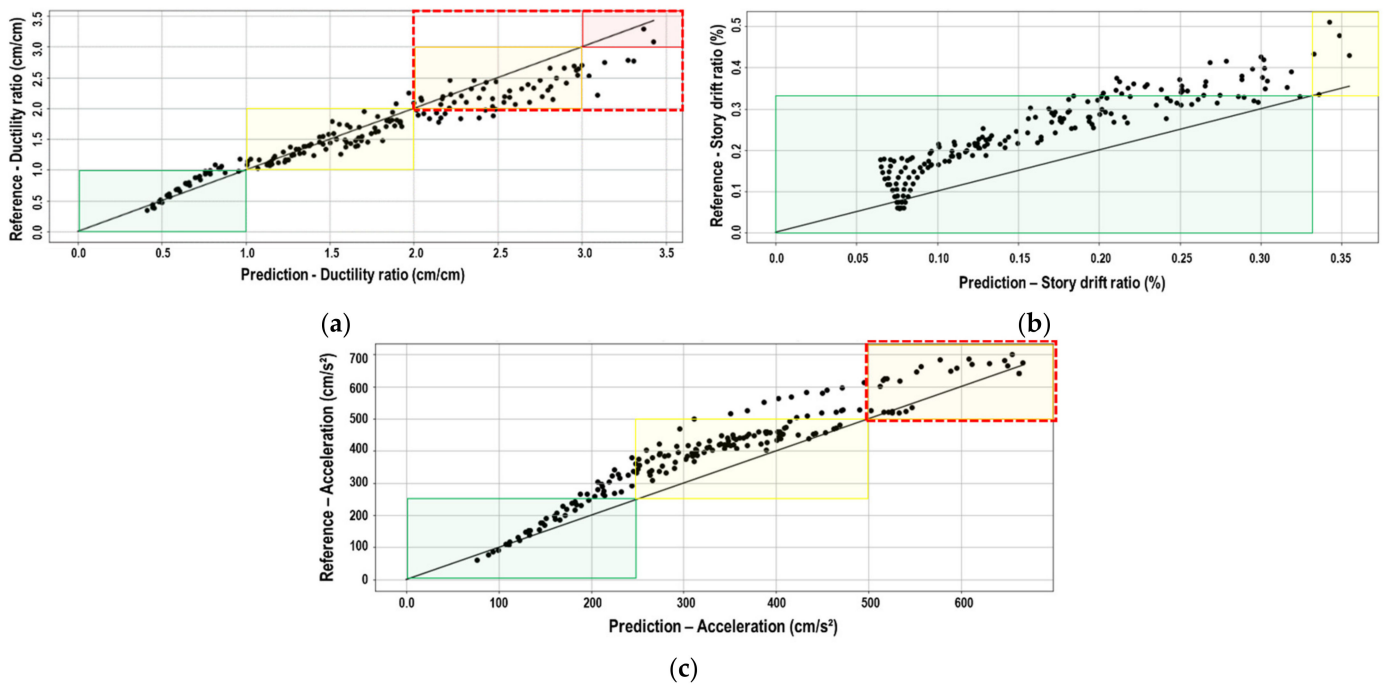 Reference - Ductility ratio (cm/cm)
3.5
3.0
2.5
2.0
1.5
1.0
0.5
0.0
0.0 0.5 1.0 1.5 2.0 2.5 3.0 3.5
Prediction - Ductility ratio (cm/cm)
(a)
Reference - Story drift ratio (%)
0.5
0.4
0.3
0.2
0.1
0.0
0.00 0.05 0.10 0.15 0.20 0.25 0.30 0.35
Prediction – Story drift ratio (%)
(b)
Reference – Acceleration (cm/s²)
700
600
500
400
300
200
100
0
0.0 100 200 300 400 500 600
Prediction – Acceleration (cm/s²)
(c)